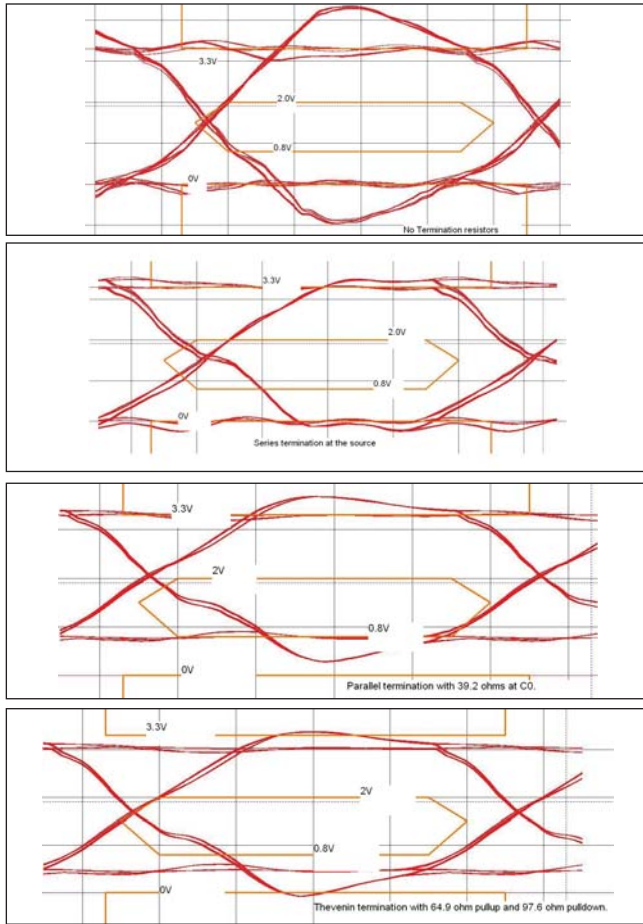 3.3V
2.0V
0.8V
0V
No Termination resistors
3.3V
2.0V
0.8V
0V
Series termination at the source
3.3V
2V
0.8V
0V
Parallel termination with 39.2 ohms at C0.
3.3V
2V
0.8V
0V
Thevenin termination with 64.9 ohm pullup and 97.6 ohm pulldown.